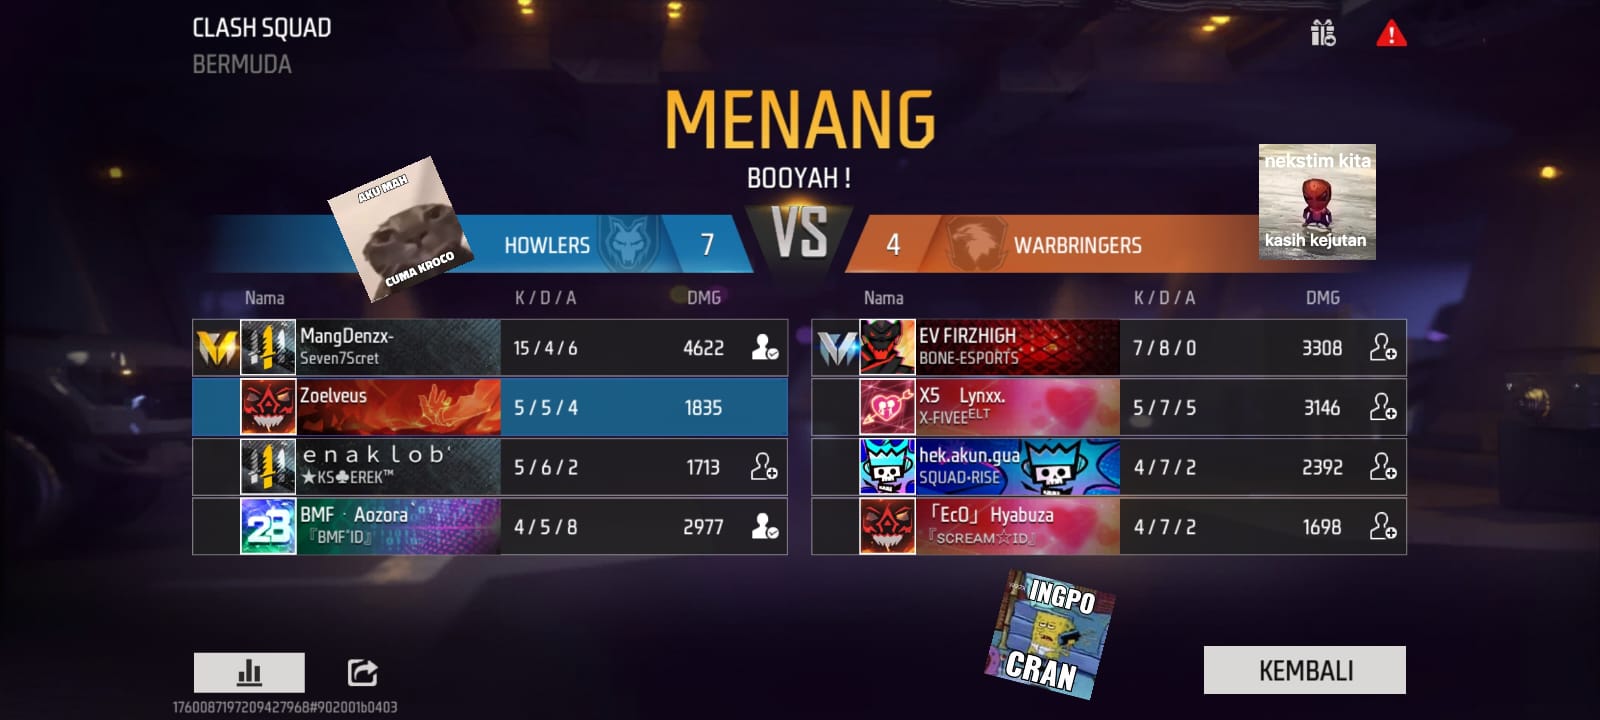 CLASH SQUAD
BERMUDA
MENANG
BOOYAH !
AKU MAH
CUMA KROCO
nekstim kita
kasih kejutan
HOWLERS 7 VS 4 WARBRINGERS
Nama K / D / A DMG
MangDenzx- 15 / 4 / 6 4622
Seven7Scret
Zoelveus 5 / 5 / 4 1835
e n a k l o b ' 5 / 6 / 2 1713
★KS♣EREK™
23
BMF · Aozora 4 / 5 / 8 2977
『BMF°ID』
Nama K / D / A DMG
EV FIRZHIGH 7 / 8 / 0 3308
BONE-ESPORTS
X5 Lynxx. 5 / 7 / 5 3146
X-FIVEEᴱᴸᵀ
hek.akun.gua 4 / 7 / 2 2392
SQUAD•RISE
「EcO」 Hyabuza 4 / 7 / 2 1698
『SCREAM☆ID』
INGPO
CRAN
KEMBALI
1760087197209427968#902001b0403